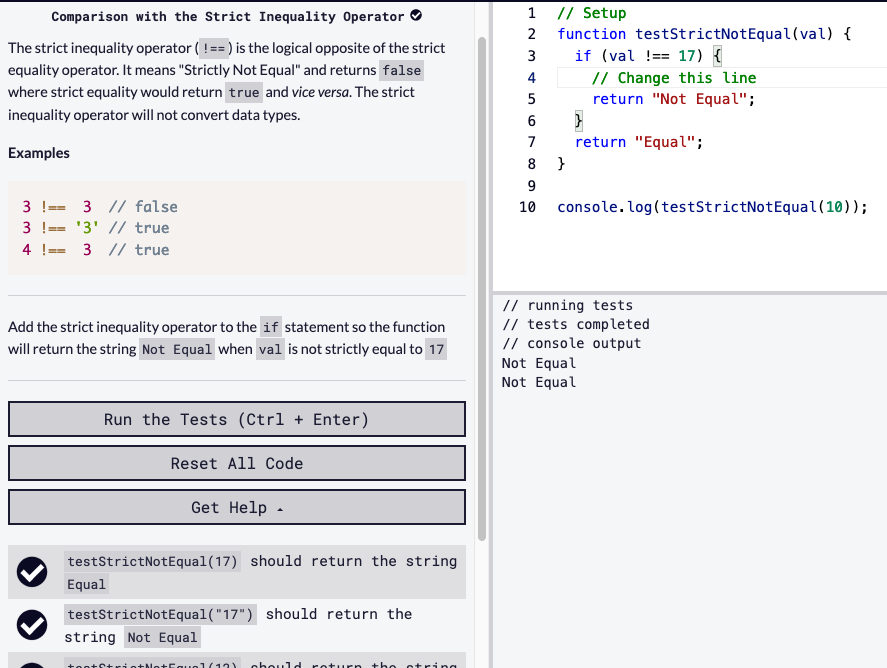 Comparison with the Strict Inequality Operator
The strict inequality operator ( !== ) is the logical opposite of the strict
equality operator. It means "Strictly Not Equal" and returns false
where strict equality would return true and vice versa. The strict
inequality operator will not convert data types.
Examples
3 !==  3  // false
3 !== '3' // true
4 !==  3  // true
Add the strict inequality operator to the if statement so the function
will return the string Not Equal when val is not strictly equal to 17
Run the Tests (Ctrl + Enter)
Reset All Code
Get Help
testStrictNotEqual(17) should return the string
Equal
testStrictNotEqual("17") should return the
string Not Equal
testStrictNotEqual(12) should return the string
1 // Setup
2 function testStrictNotEqual(val) {
3   if (val !== 17) {
4     // Change this line
5     return "Not Equal";
6   }
7   return "Equal";
8 }
9
10 console.log(testStrictNotEqual(10));
// running tests
// tests completed
// console output
Not Equal
Not Equal